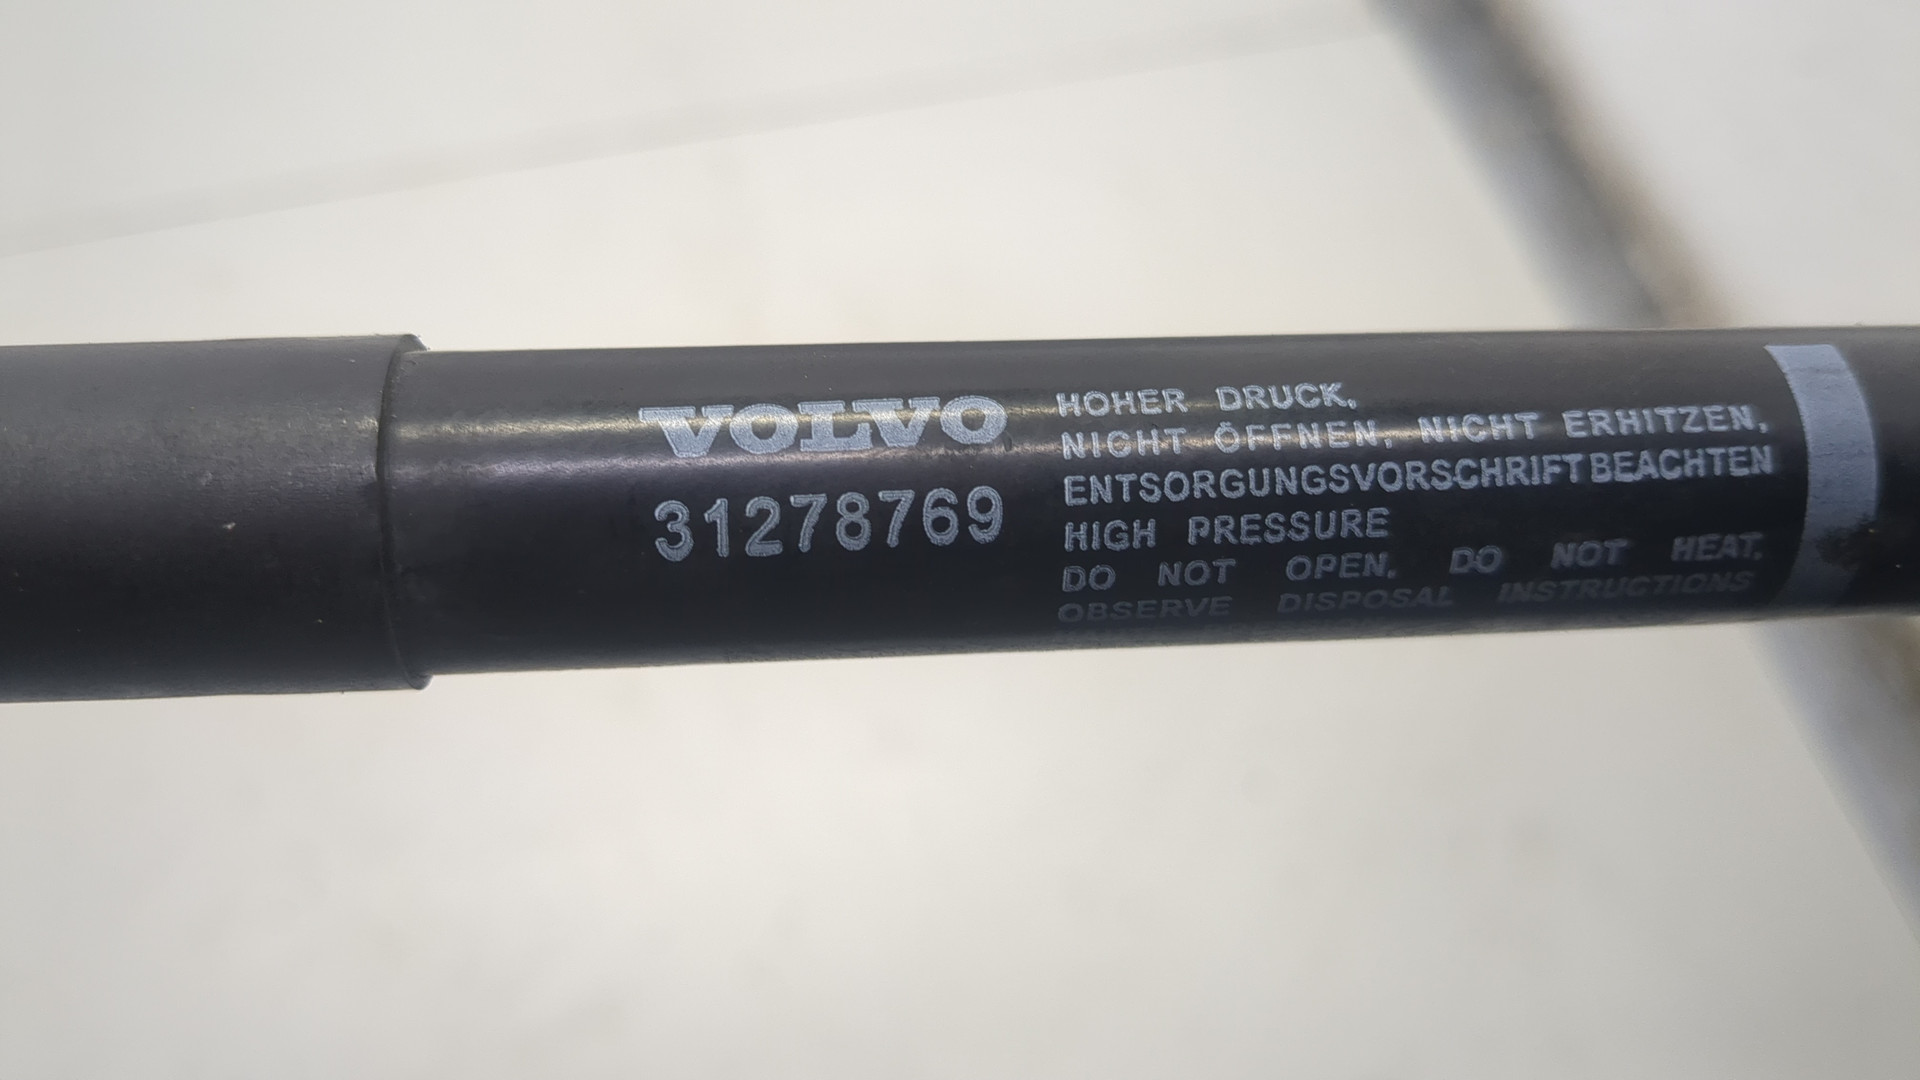 VOLVO
31278769
HOHER DRUCK,
NICHT ÖFFNEN, NICHT ERHITZEN,
ENTSORGUNGSVORSCHRIFT BEACHTEN
HIGH PRESSURE
DO NOT OPEN. DO NOT HEAT.
OBSERVE DISPOSAL INSTRUCTIONS